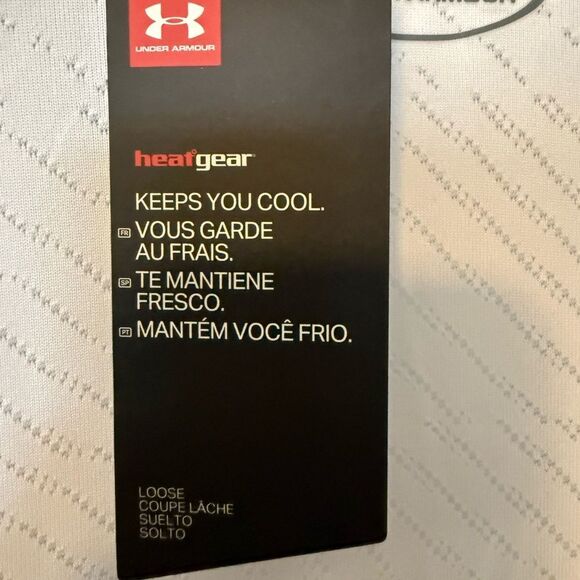 UNDER ARMOUR
heatgear
KEEPS YOU COOL.
FR VOUS GARDE
AU FRAIS.
SP TE MANTIENE
FRESCO.
PT MANTÉM VOCÊ FRIO.
LOOSE
COUPE LÂCHE
SUELTO
SOLTO